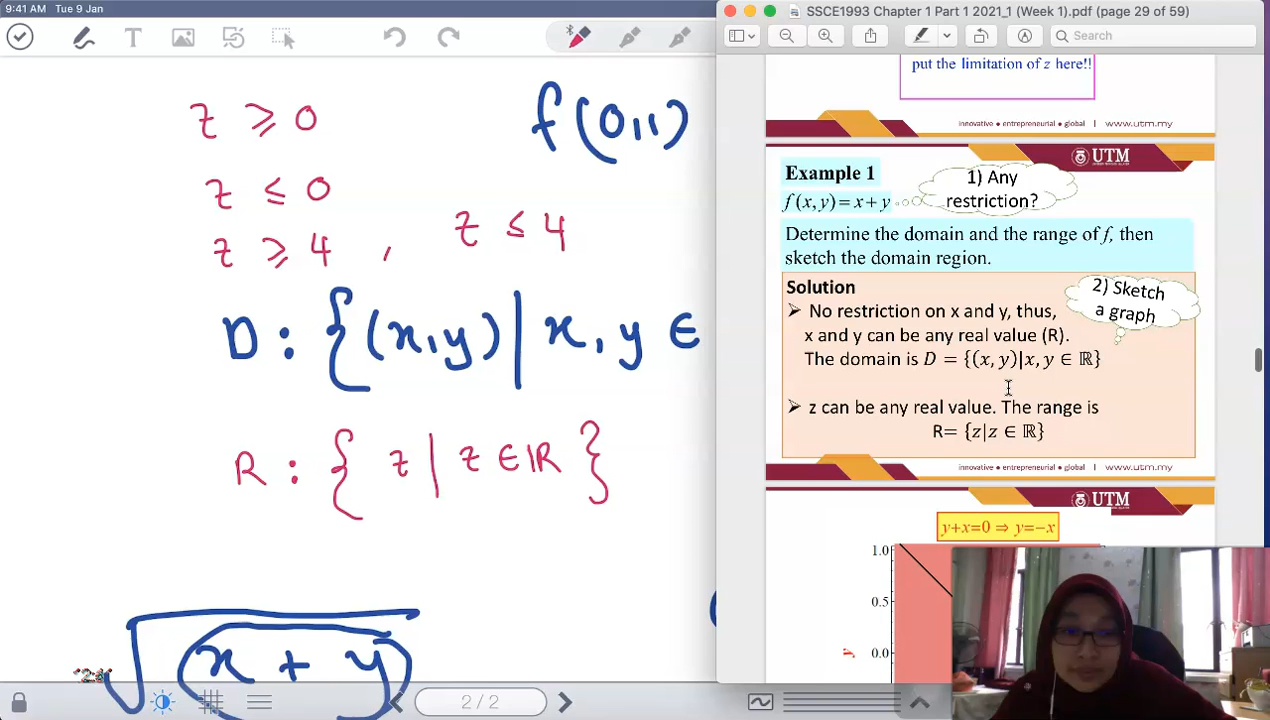 9:41 AM Tue 9 Jan
z ≥ 0
f(0,1)
z ≤ 0
z ≥ 4 , z ≤ 4
D : {(x,y) | x, y ∈
R : { z | z ∈ ℝ }
√(x + y)
2/2
SSCE1993 Chapter 1 Part 1 2021_1 (Week 1).pdf (page 29 of 59)
Search
put the limitation of z here!!
innovative ● entrepreneurial ● global | www.utm.my
UTM
Example 1
f(x, y) = x + y
1) Any
restriction?
Determine the domain and the range of f, then
sketch the domain region.
Solution
2) Sketch
a graph
➤ No restriction on x and y, thus,
x and y can be any real value (R).
The domain is D = {(x, y)|x, y ∈ ℝ}
➤ z can be any real value. The range is
R= {z|z ∈ ℝ}
innovative ● entrepreneurial ● global | www.utm.my
UTM
y+x=0 ⇒ y=−x
1.0
0.5
0.0
y